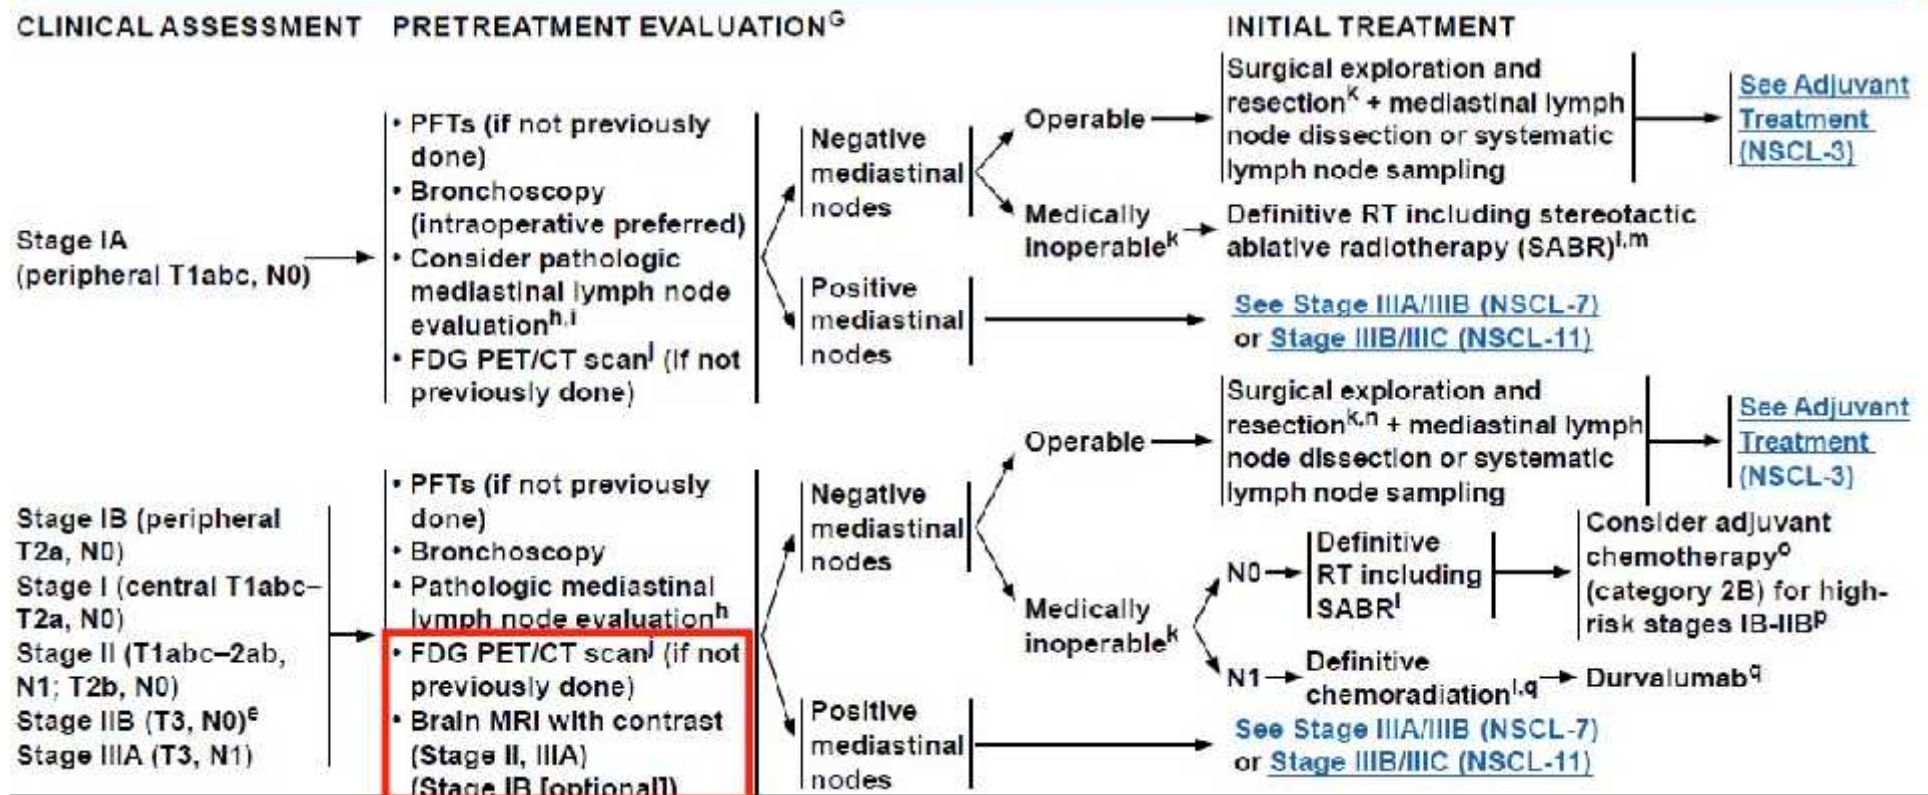 CLINICAL ASSESSMENT
PRETREATMENT EVALUATIONᴳ
INITIAL TREATMENT
Stage IA
(peripheral T1abc, N0)
• PFTs (if not previously
done)
• Bronchoscopy
(intraoperative preferred)
• Consider pathologic
mediastinal lymph node
evaluationʰ,ⁱ
• FDG PET/CT scanʲ (if not
previously done)
Negative
mediastinal
nodes
Positive
mediastinal
nodes
Operable
Medically
inoperableᵏ
Surgical exploration and
resectionᵏ + mediastinal lymph
node dissection or systematic
lymph node sampling
See Adjuvant
Treatment
(NSCL-3)
Definitive RT including stereotactic
ablative radiotherapy (SABR)ˡ,ᵐ
See Stage IIIA/IIIB (NSCL-7)
or Stage IIIB/IIIC (NSCL-11)
Stage IB (peripheral
T2a, N0)
Stage I (central T1abc–
T2a, N0)
Stage II (T1abc–2ab,
N1; T2b, N0)
Stage IIB (T3, N0)ᵉ
Stage IIIA (T3, N1)
• PFTs (if not previously
done)
• Bronchoscopy
• Pathologic mediastinal
lymph node evaluationʰ
• FDG PET/CT scanʲ (if not
previously done)
• Brain MRI with contrast
(Stage II, IIIA)
(Stage IB [optional])
Negative
mediastinal
nodes
Positive
mediastinal
nodes
Operable
Medically
inoperableᵏ
Surgical exploration and
resectionᵏ,ⁿ + mediastinal lymph
node dissection or systematic
lymph node sampling
See Adjuvant
Treatment
(NSCL-3)
N0
Definitive
RT including
SABRˡ
Consider adjuvant
chemotherapyᵒ
(category 2B) for high-
risk stages IB-IIBᵖ
N1
Definitive
chemoradiationˡ,q
Durvalumabq
See Stage IIIA/IIIB (NSCL-7)
or Stage IIIB/IIIC (NSCL-11)